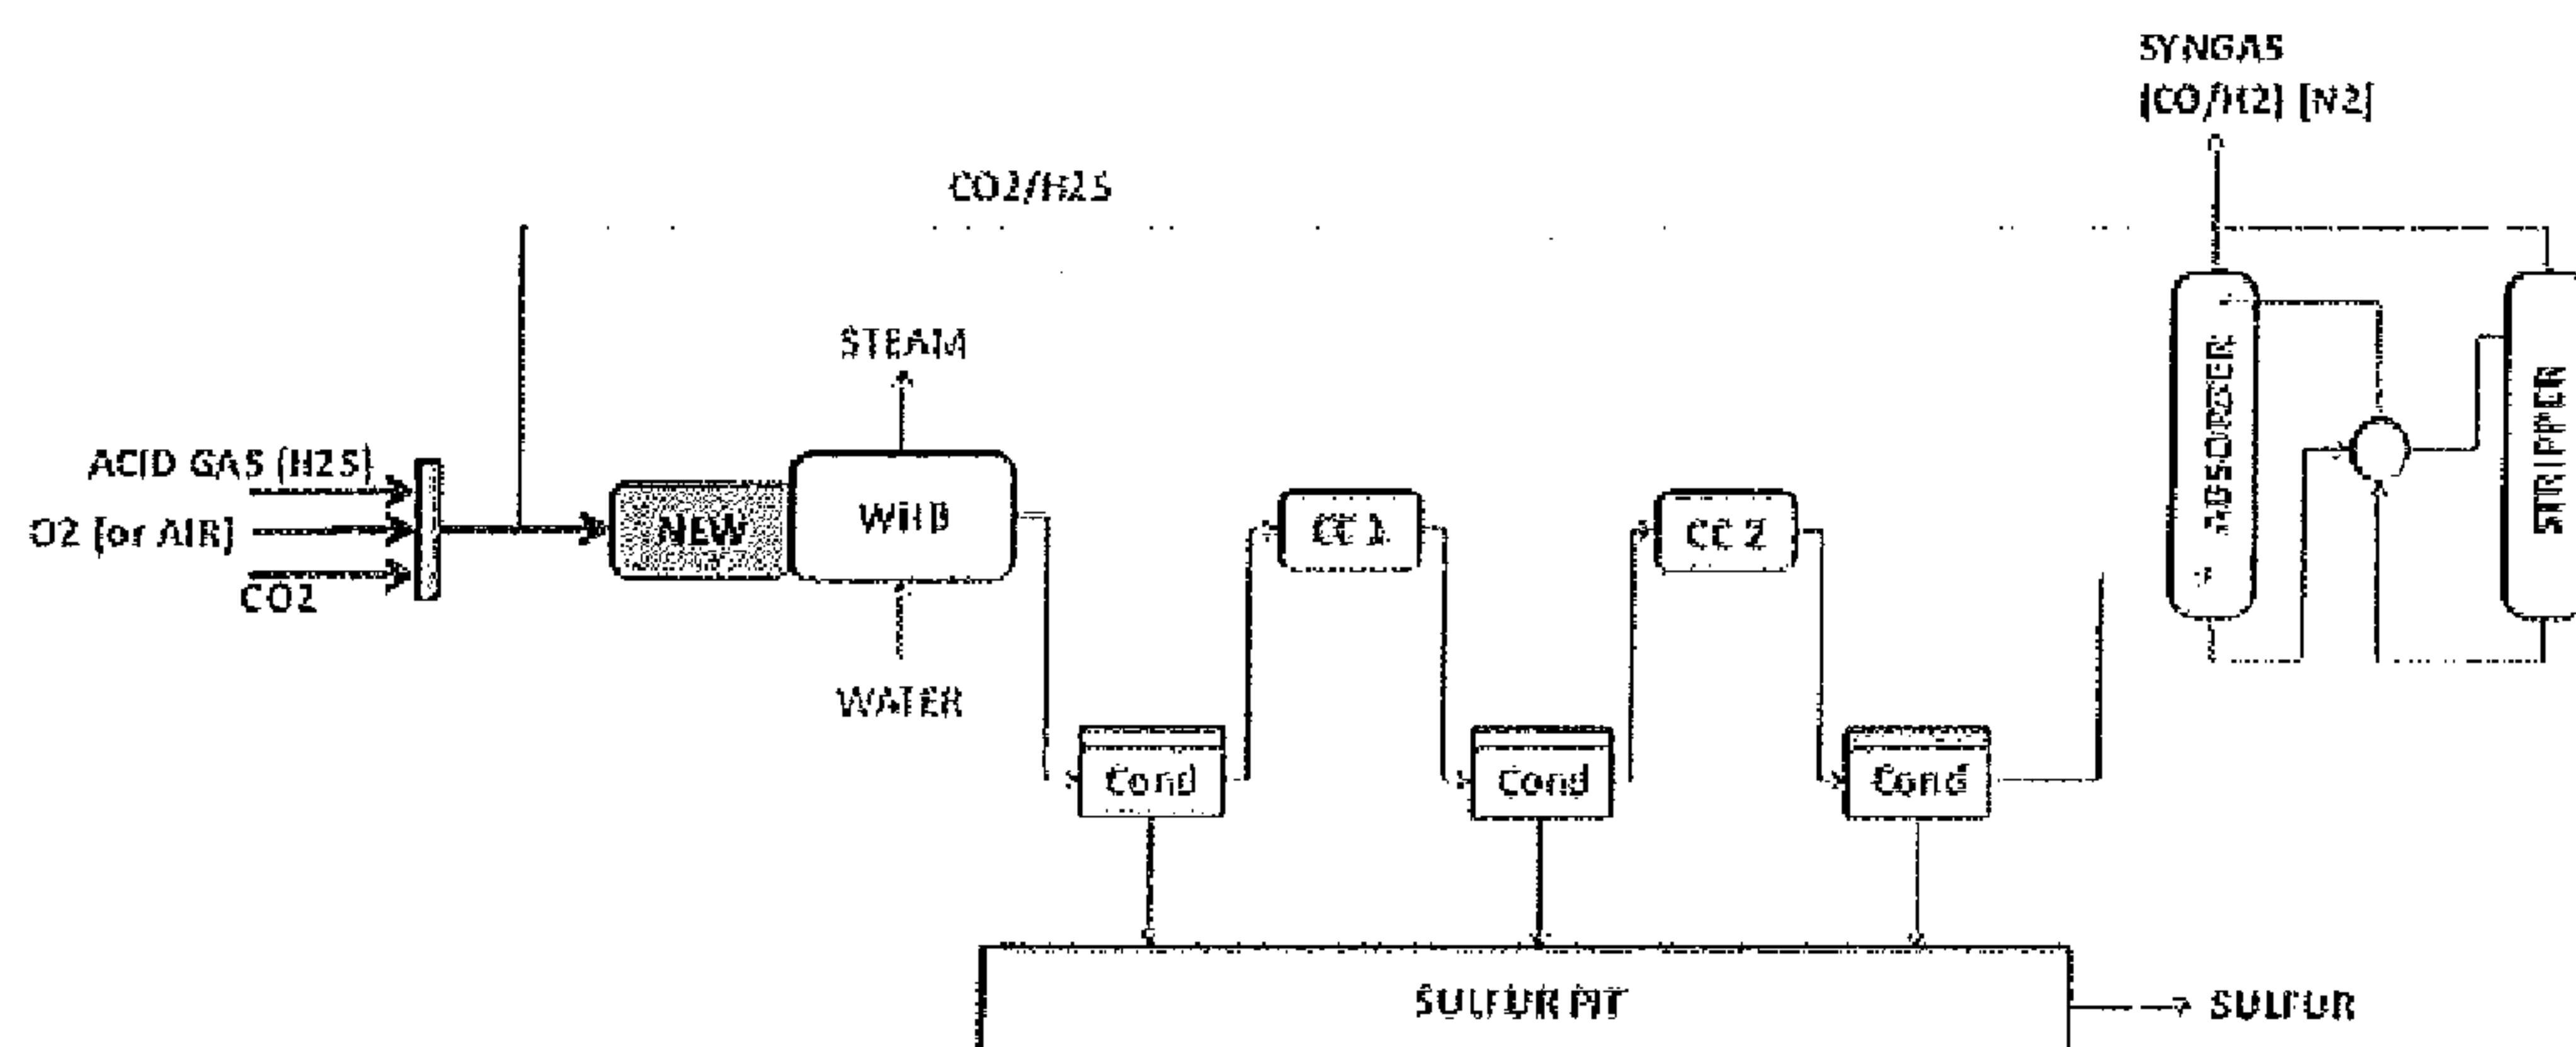 SYNGAS
(CO/H2) [N2]
CO2/H2S
STEAM
ACID GAS (H2S)
O2 [or AIR]
CO2
NEW
WHB
CC 1
CC 2
ABSORBER
STRIPPER
WATER
Cond
Cond
Cond
SULFUR PIT
SULFUR